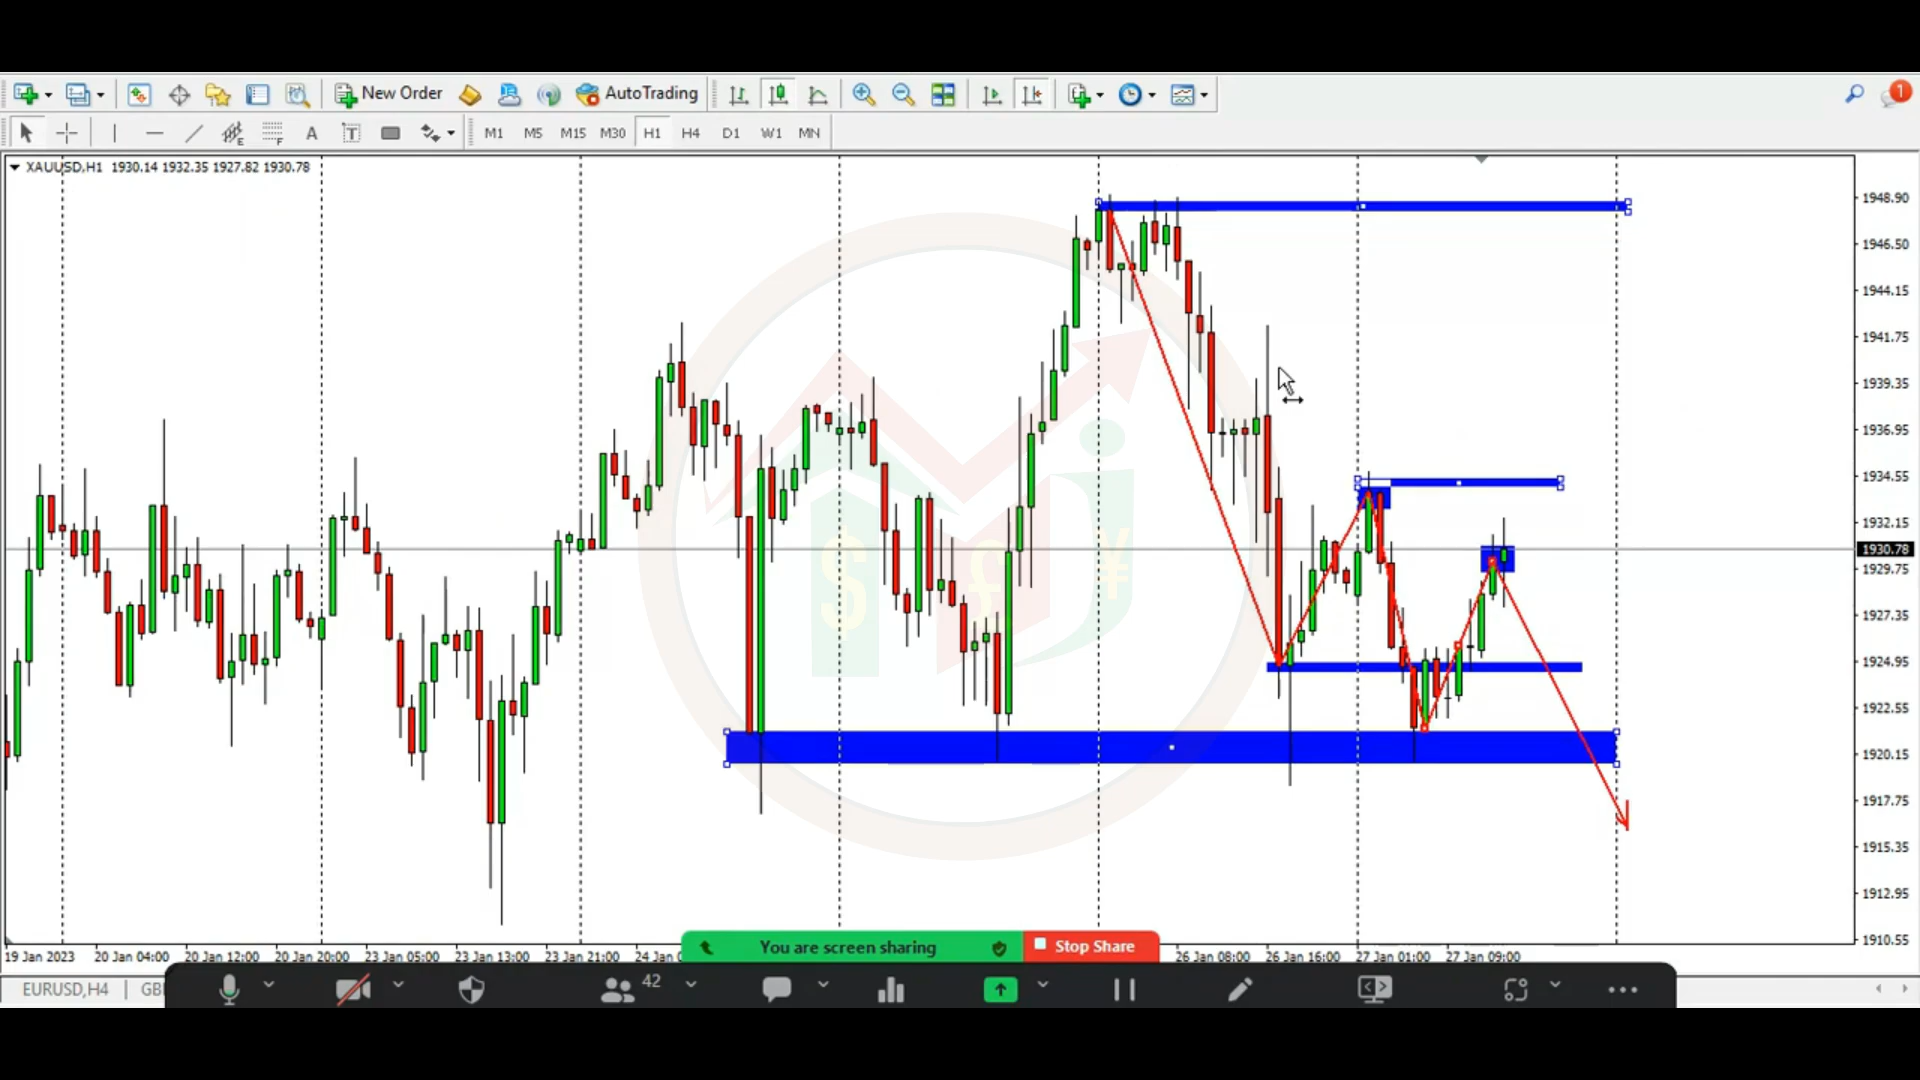 New Order
AutoTrading
1
A
T
E
F
M1 M5 M15 M30 H1 H4 D1 W1 MN
XAUUSD,H1 1930.14 1932.35 1927.82 1930.78
1948.90
1946.50
1944.15
1941.75
1939.35
1936.95
1934.55
1932.15
1930.78
1929.75
1927.35
1924.95
1922.55
1920.15
1917.75
1915.35
1912.95
1910.55
$ £ ¥
You are screen sharing
Stop Share
19 Jan 2023 20 Jan 04:00 20 Jan 12:00 20 Jan 20:00 23 Jan 05:00 23 Jan 13:00 23 Jan 21:00 24 Jan 26 Jan 08:00 26 Jan 16:00 27 Jan 01:00 27 Jan 09:00
EURUSD,H4 GB
42